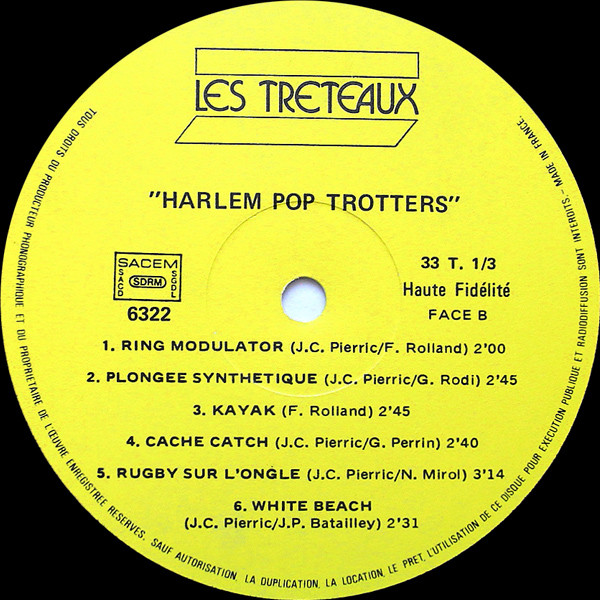 LES TRETEAUX
"HARLEM POP TROTTERS"
SACEM
SACD
SDRM
SGDL
6322
33 T. 1/3
Haute Fidélité
FACE B
1. RING MODULATOR (J.C. Pierric/F. Rolland) 2'00
2. PLONGEE SYNTHETIQUE (J.C. Pierric/G. Rodi) 2'45
3. KAYAK (F. Rolland) 2'45
4. CACHE CATCH (J.C. Pierric/G. Perrin) 2'40
5. RUGBY SUR L'ONGLE (J.C. Pierric/N. Mirol) 3'14
6. WHITE BEACH
(J.C. Pierric/J.P. Batailley) 2'31
TOUS DROITS DU PRODUCTEUR PHONOGRAPHIQUE ET DU PROPRIETAIRE DE L'ŒUVRE ENREGISTREE RESERVES. SAUF AUTORISATION. LA DUPLICATION, LA LOCATION, LE PRET, L'UTILISATION DE CE DISQUE POUR EXECUTION PUBLIQUE ET RADIODIFFUSION SONT INTERDITS. - MADE IN FRANCE.